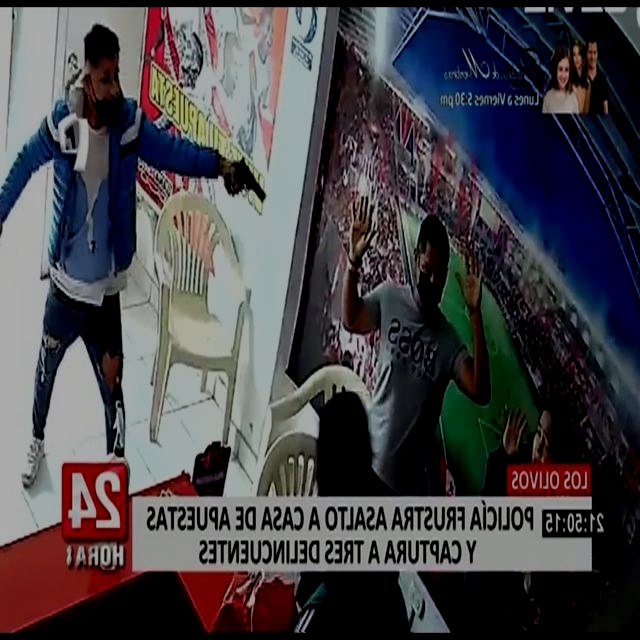 Lunes a Viernes 5:30 pm
BOSS
LOS OLIVOS
21:50:15
POLICÍA FRUSTRA ASALTO A CASA DE APUESTAS
Y CAPTURA A TRES DELINCUENTES
24
HORAS